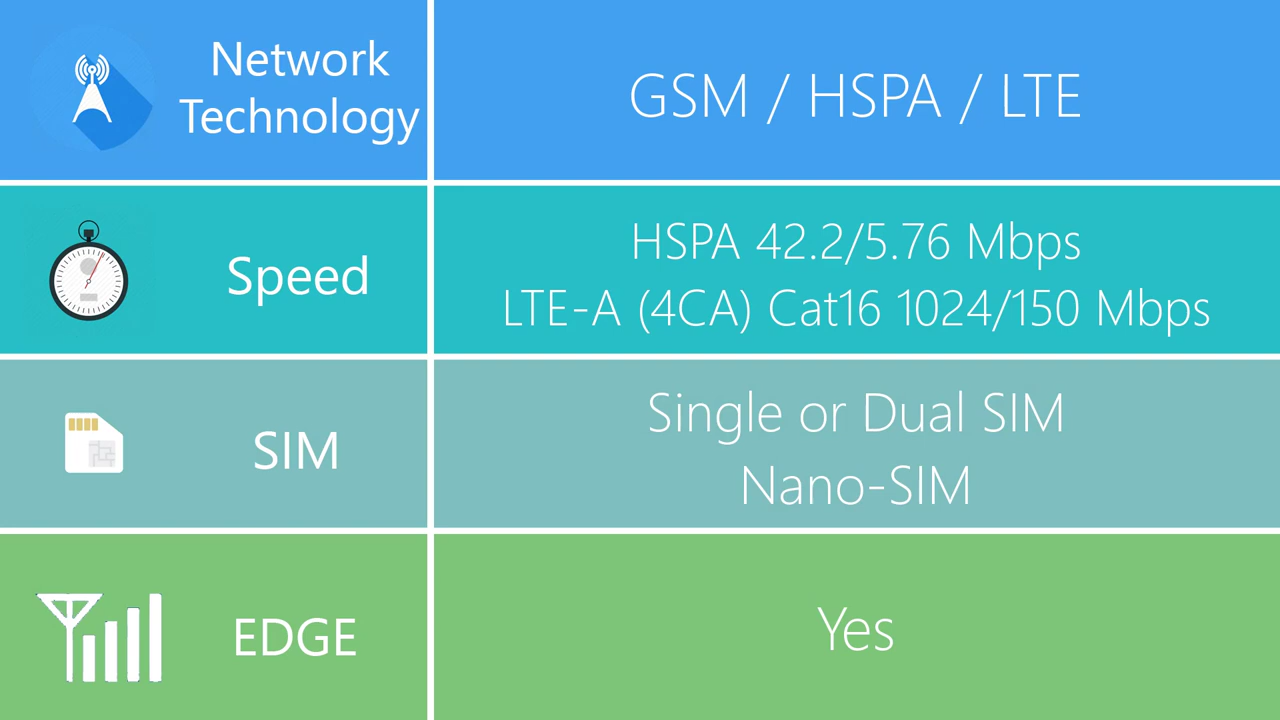 Network
Technology
GSM / HSPA / LTE
Speed
HSPA 42.2/5.76 Mbps
LTE-A (4CA) Cat16 1024/150 Mbps
SIM
Single or Dual SIM
Nano-SIM
EDGE
Yes